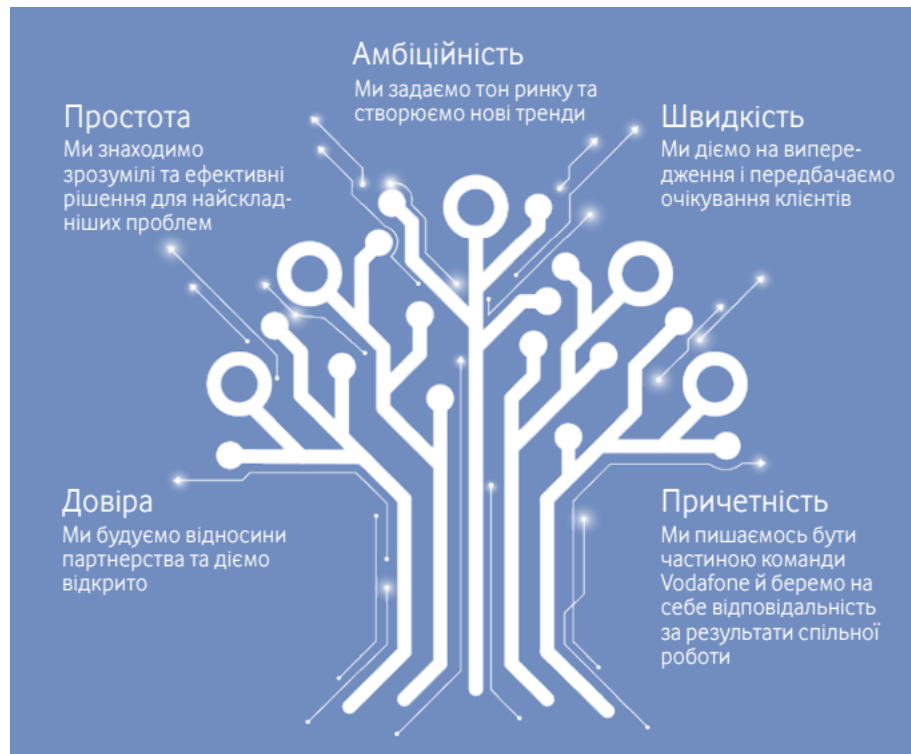 Амбіційність
Ми задаємо тон ринку та
створюємо нові тренди
Простота
Ми знаходимо
зрозумілі та ефективні
рішення для найсклад-
ніших проблем
Швидкість
Ми діємо на випере-
дження і передбачаємо
очікування клієнтів
Довіра
Ми будуємо відносини
партнерства та діємо
відкрито
Причетність
Ми пишаємось бути
частиною команди
Vodafone й беремо на
себе відповідальність
за результати спільної
роботи